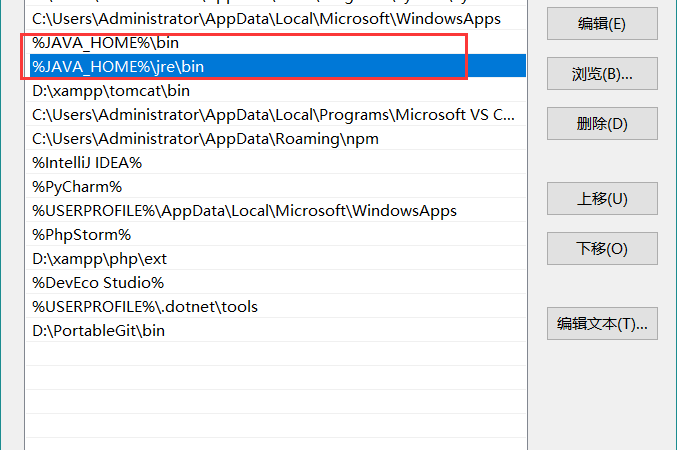 C:\Users\Administrator\AppData\Local\Microsoft\WindowsApps
%JAVA_HOME%\bin
%JAVA_HOME%\jre\bin
D:\xampp\tomcat\bin
C:\Users\Administrator\AppData\Local\Programs\Microsoft VS C...
C:\Users\Administrator\AppData\Roaming\npm
%IntelliJ IDEA%
%PyCharm%
%USERPROFILE%\AppData\Local\Microsoft\WindowsApps
%PhpStorm%
D:\xampp\php\ext
%DevEco Studio%
%USERPROFILE%\.dotnet\tools
D:\PortableGit\bin
编辑(E)
浏览(B)...
删除(D)
上移(U)
下移(O)
编辑文本(T)...